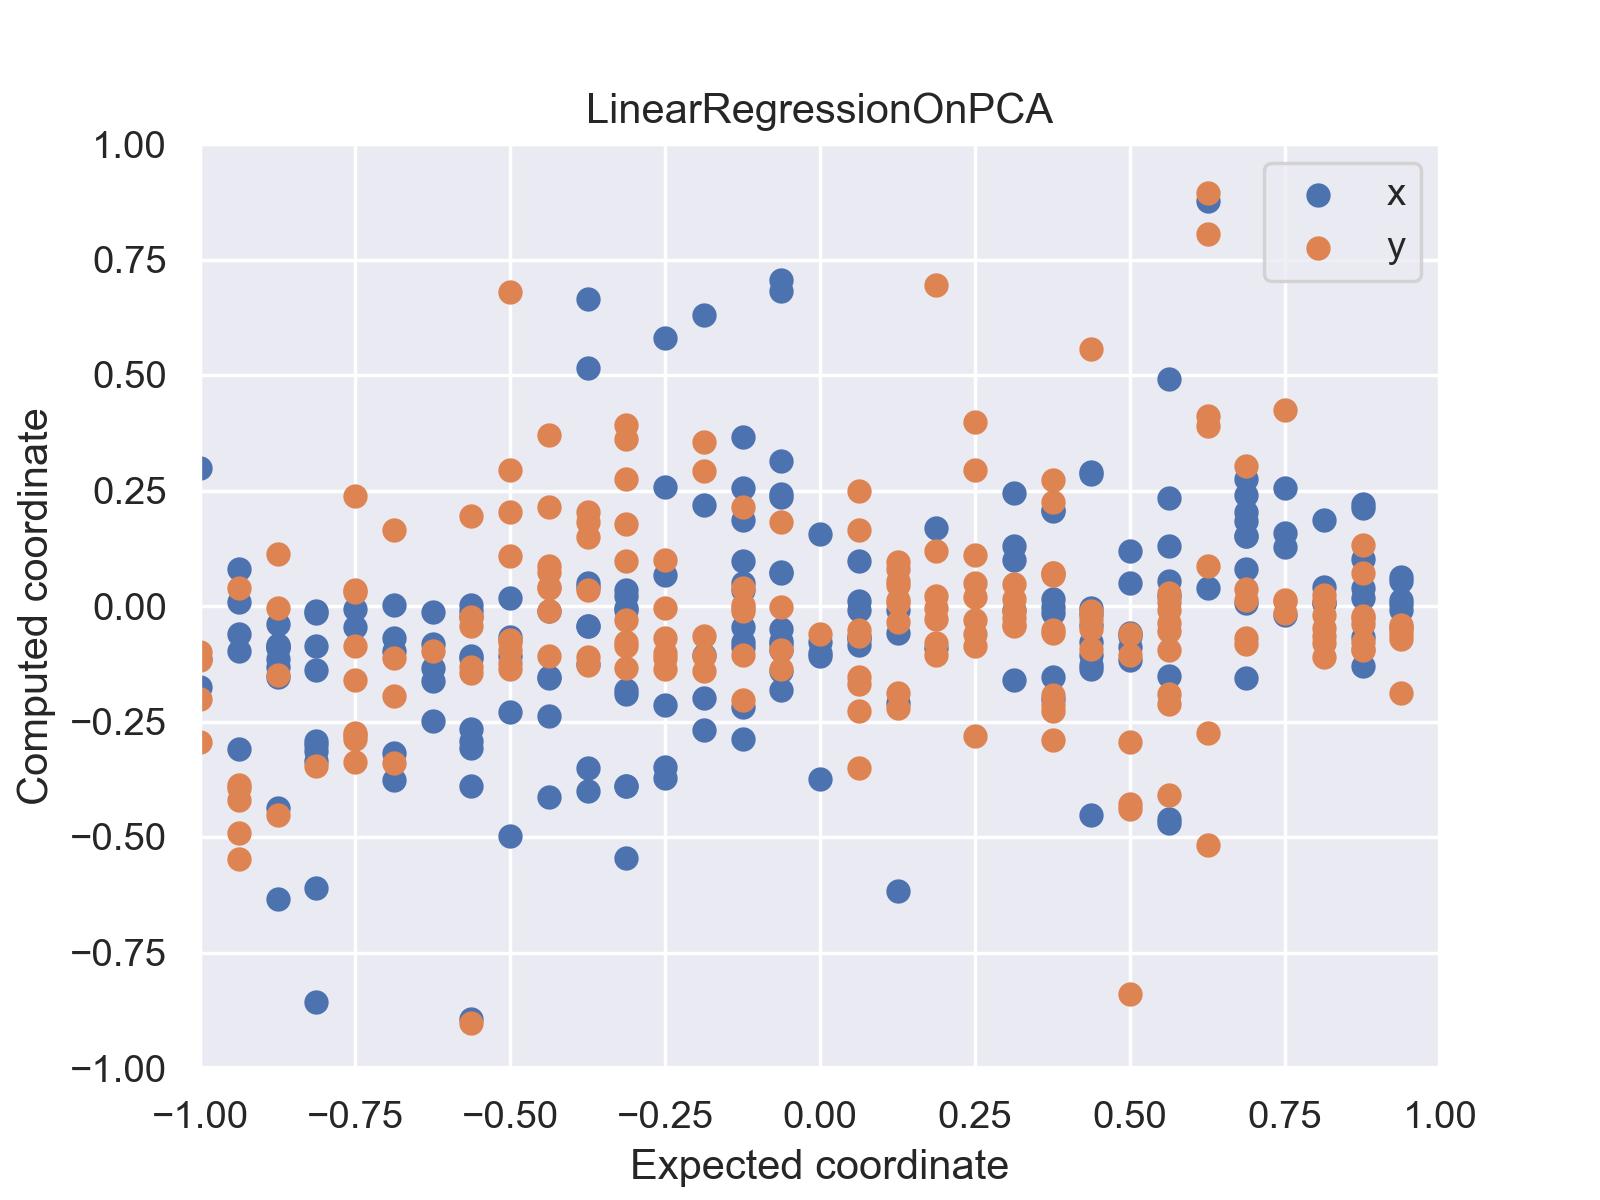 LinearRegressionOnPCA
1.00
0.75
0.50
0.25
0.00
−0.25
−0.50
−0.75
−1.00
Computed coordinate
x
y
−1.00 −0.75 −0.50 −0.25 0.00 0.25 0.50 0.75 1.00
Expected coordinate